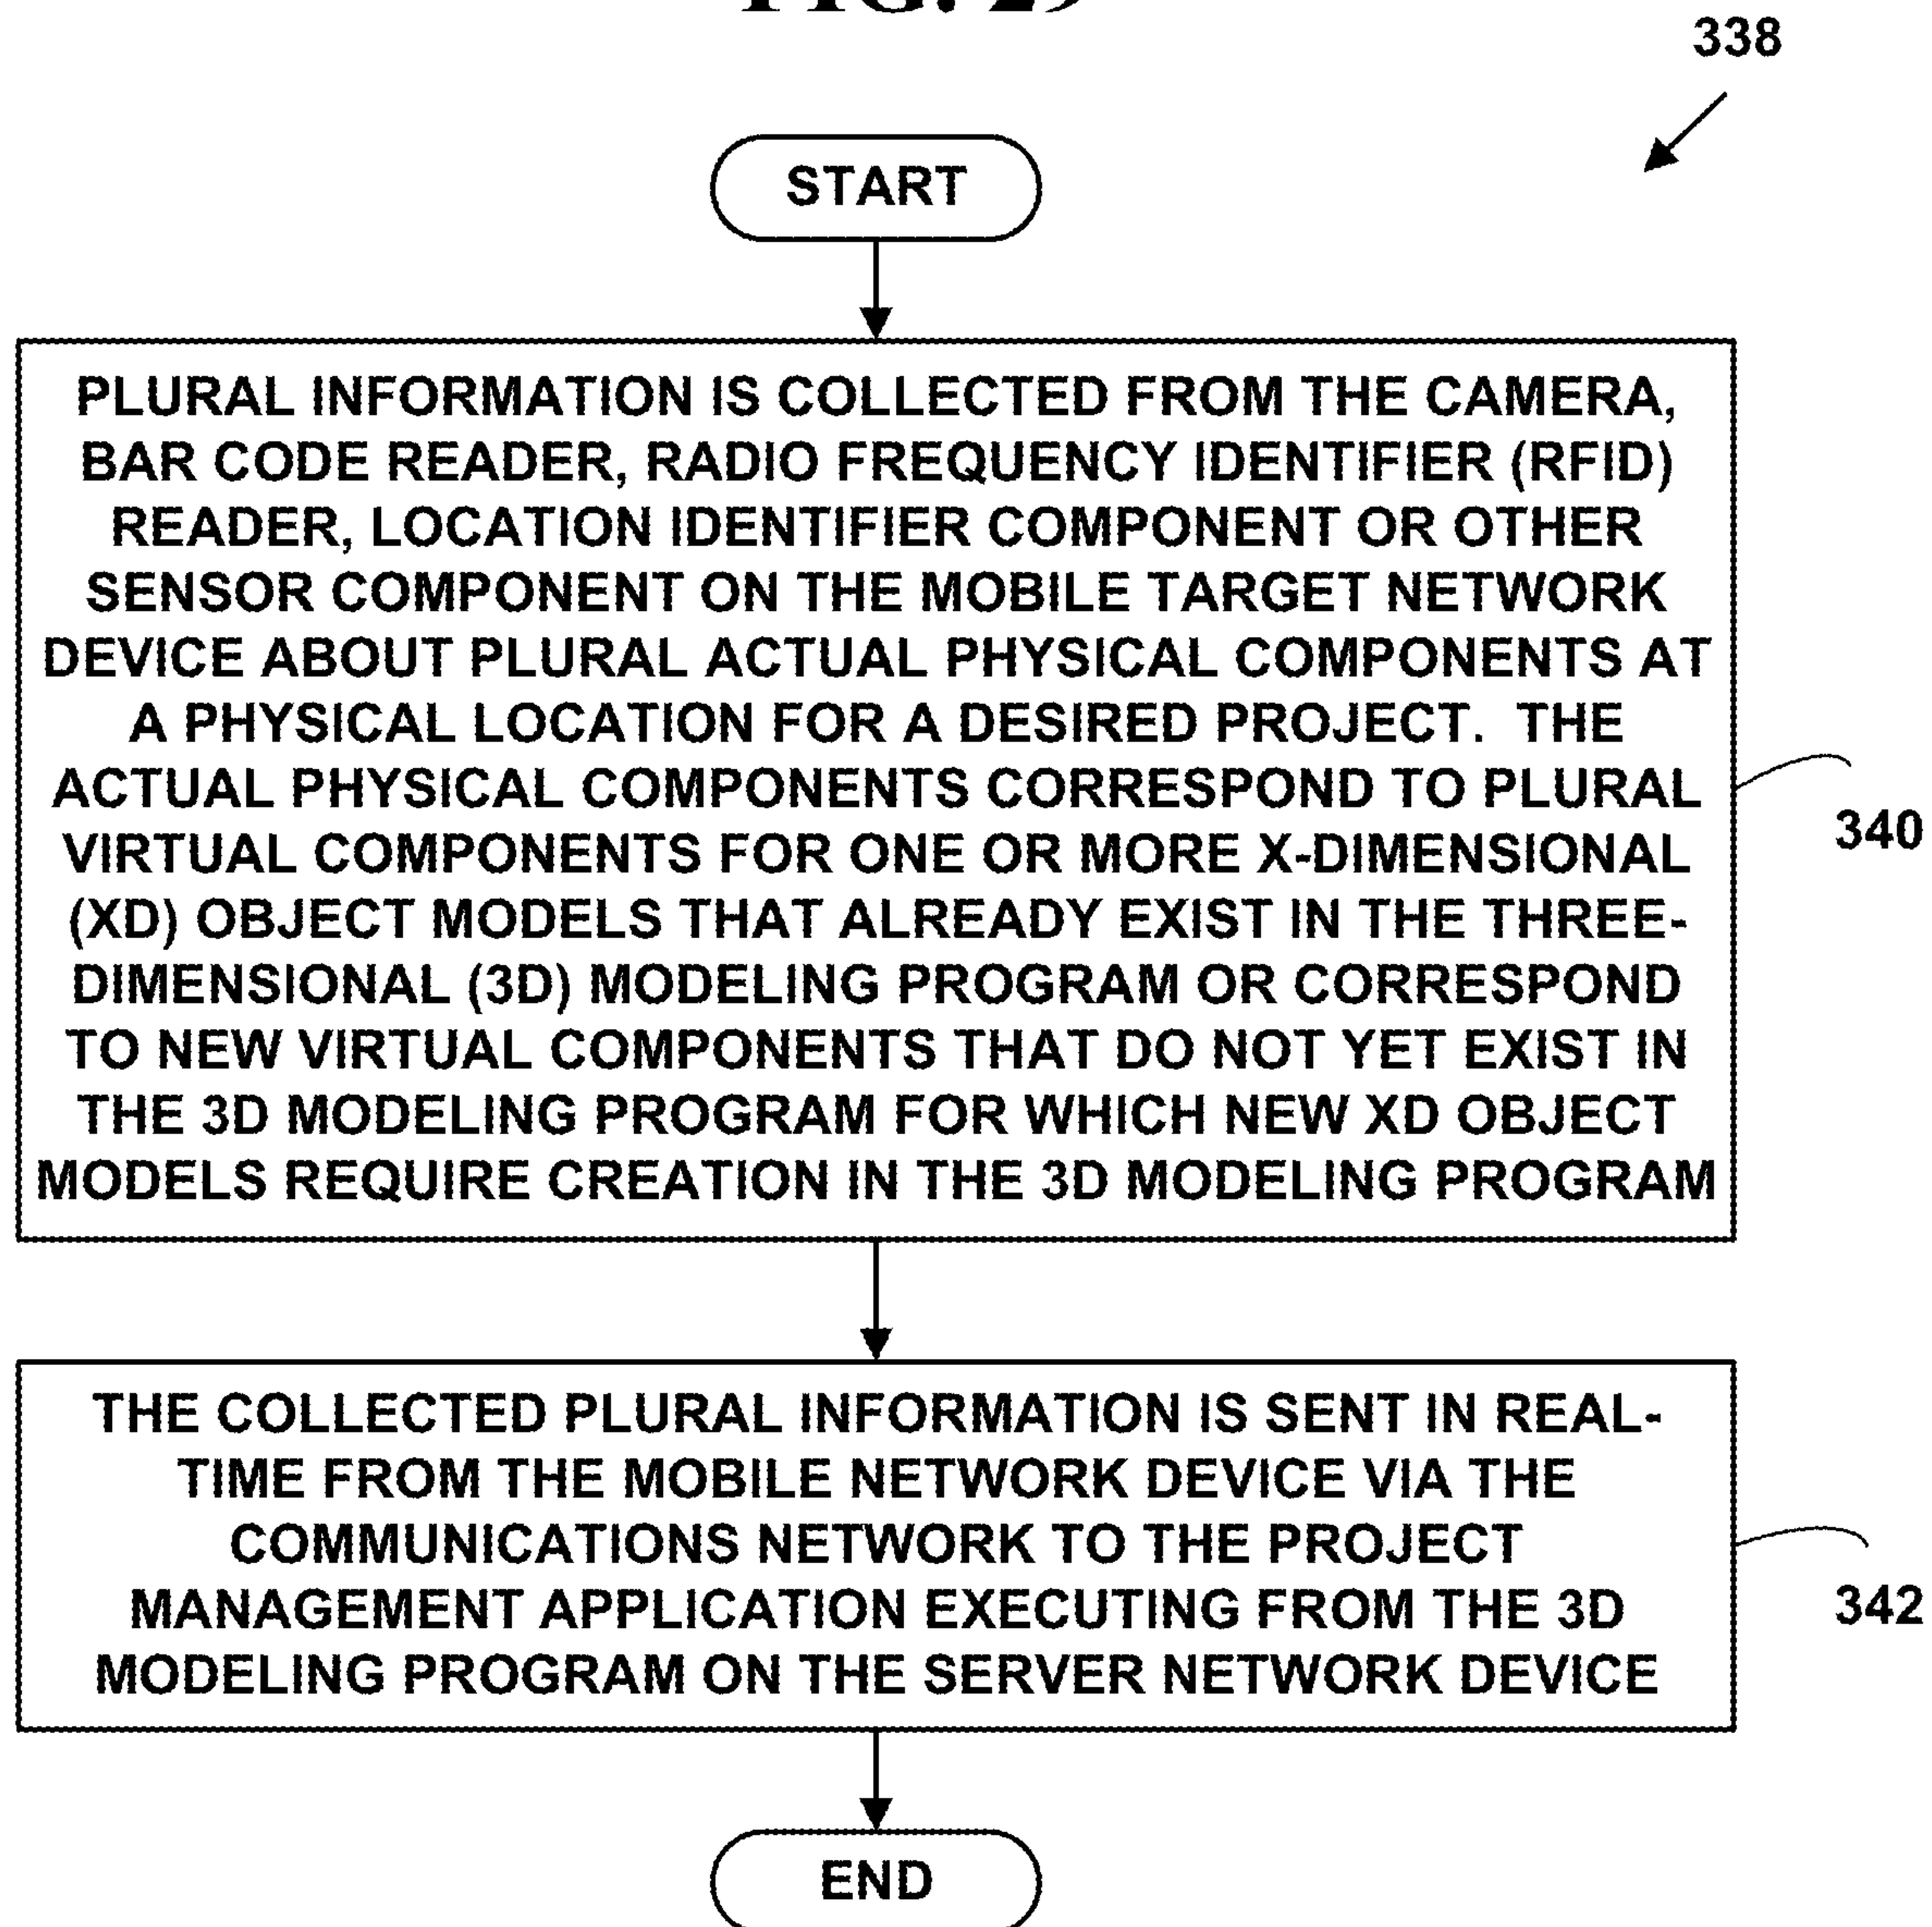 338
START
PLURAL INFORMATION IS COLLECTED FROM THE CAMERA,
BAR CODE READER, RADIO FREQUENCY IDENTIFIER (RFID)
READER, LOCATION IDENTIFIER COMPONENT OR OTHER
SENSOR COMPONENT ON THE MOBILE TARGET NETWORK
DEVICE ABOUT PLURAL ACTUAL PHYSICAL COMPONENTS AT
A PHYSICAL LOCATION FOR A DESIRED PROJECT. THE
ACTUAL PHYSICAL COMPONENTS CORRESPOND TO PLURAL
VIRTUAL COMPONENTS FOR ONE OR MORE X-DIMENSIONAL
(XD) OBJECT MODELS THAT ALREADY EXIST IN THE THREE-
DIMENSIONAL (3D) MODELING PROGRAM OR CORRESPOND
TO NEW VIRTUAL COMPONENTS THAT DO NOT YET EXIST IN
THE 3D MODELING PROGRAM FOR WHICH NEW XD OBJECT
MODELS REQUIRE CREATION IN THE 3D MODELING PROGRAM
340
THE COLLECTED PLURAL INFORMATION IS SENT IN REAL-
TIME FROM THE MOBILE NETWORK DEVICE VIA THE
COMMUNICATIONS NETWORK TO THE PROJECT
MANAGEMENT APPLICATION EXECUTING FROM THE 3D
MODELING PROGRAM ON THE SERVER NETWORK DEVICE
342
END